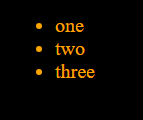 • one
• two
• three